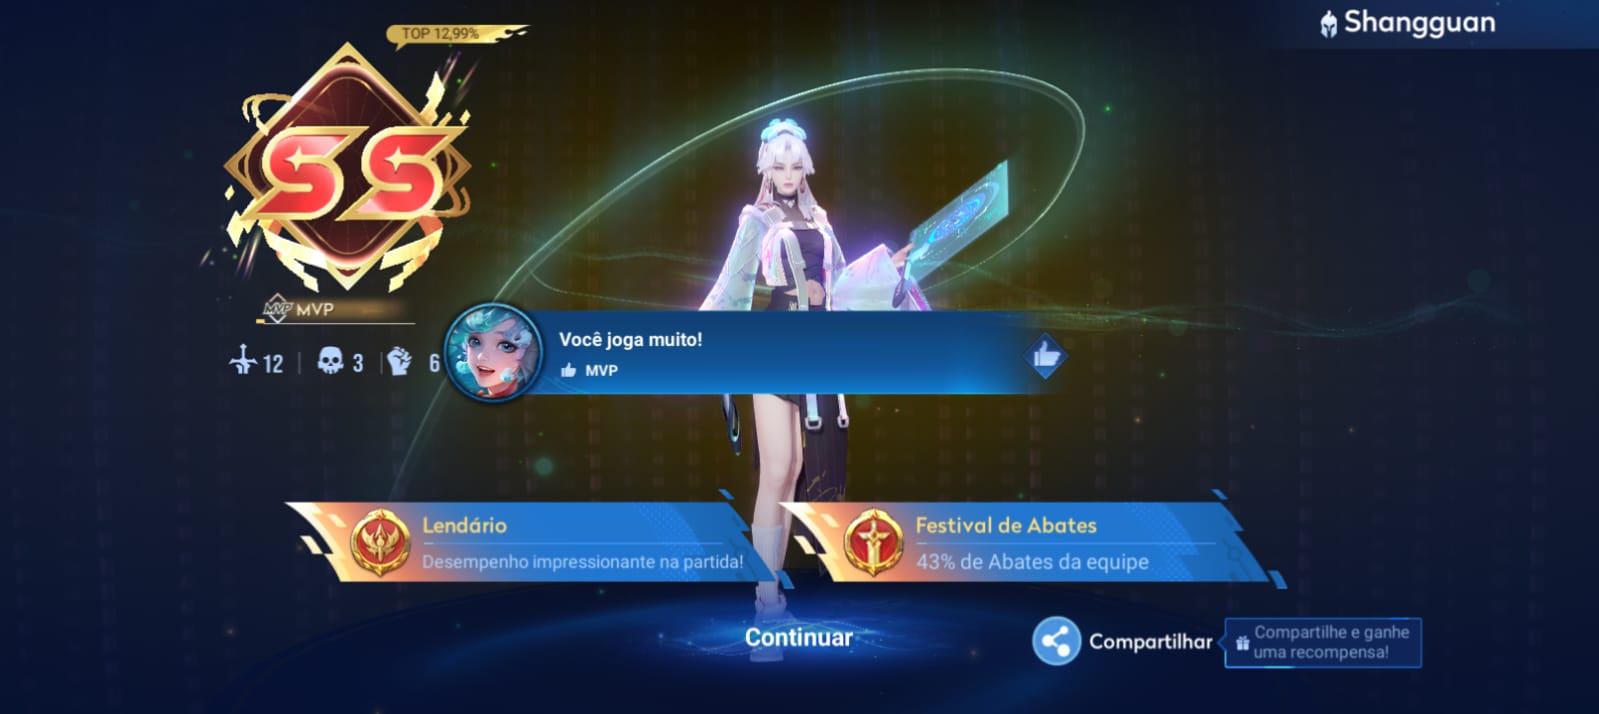 TOP 12,99%
Shangguan
SS
MVP MVP
12 3 6
Você joga muito!
MVP
Lendário
Desempenho impressionante na partida!
Festival de Abates
43% de Abates da equipe
Continuar
Compartilhar
Compartilhe e ganhe
uma recompensa!